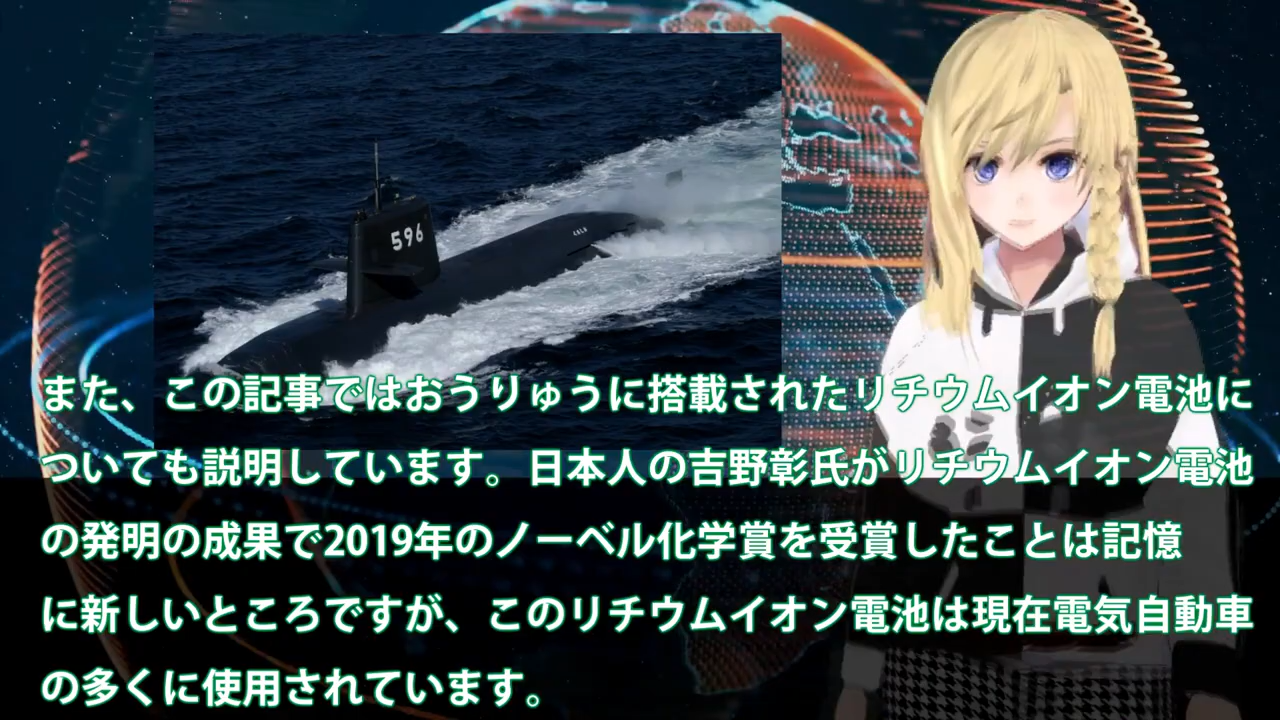 596
また、この記事ではおうりゅうに搭載されたリチウムイオン電池に
ついても説明しています。日本人の吉野彰氏がリチウムイオン電池
の発明の成果で2019年のノーベル化学賞を受賞したことは記憶
に新しいところですが、このリチウムイオン電池は現在電気自動車
の多くに使用されています。